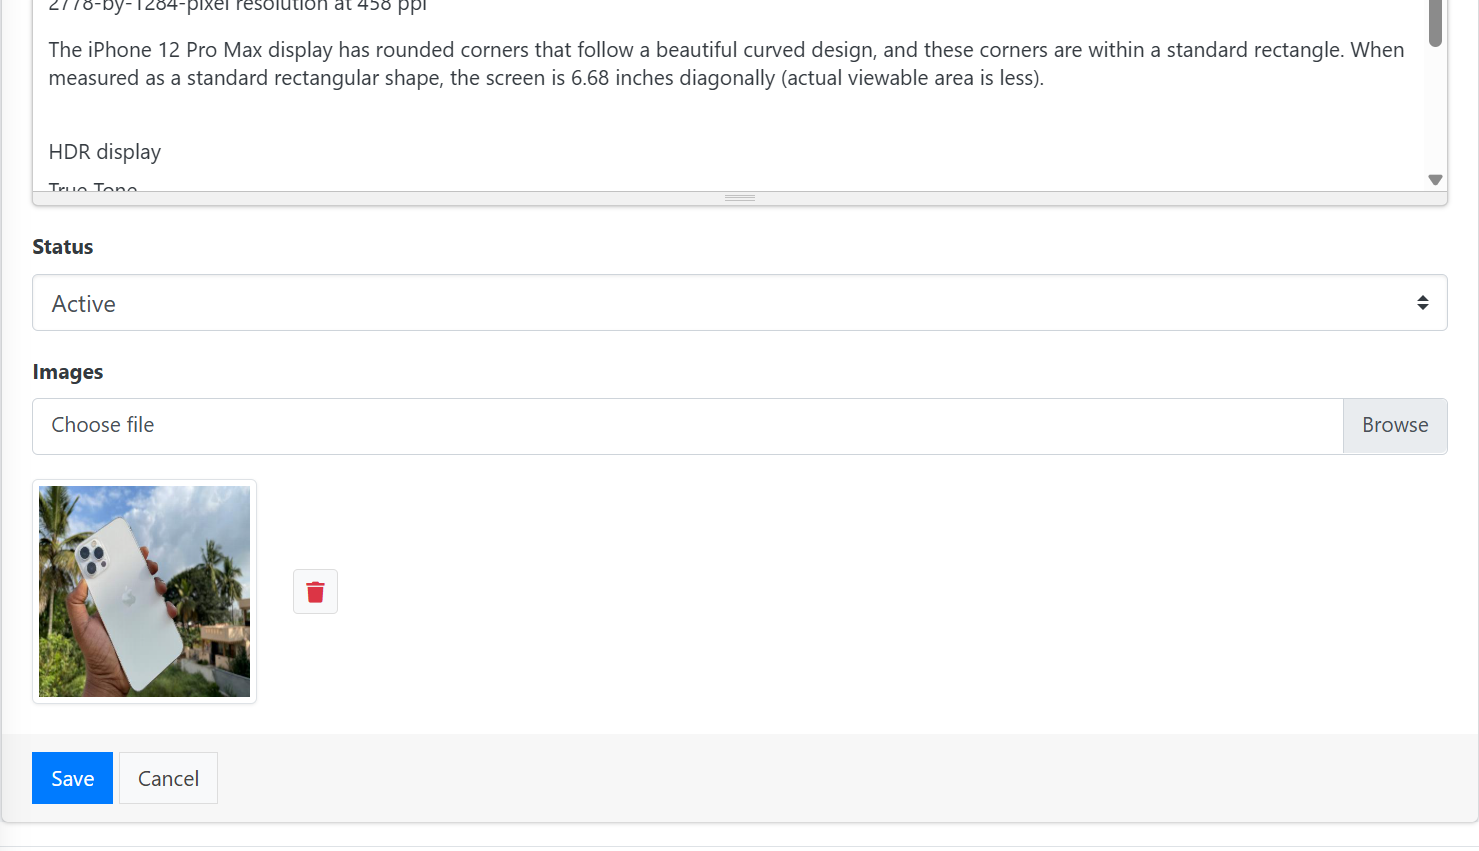 2778-by-1284-pixel resolution at 458 ppi
The iPhone 12 Pro Max display has rounded corners that follow a beautiful curved design, and these corners are within a standard rectangle. When
measured as a standard rectangular shape, the screen is 6.68 inches diagonally (actual viewable area is less).
HDR display
True Tone
Status
Active
Images
Choose file
Browse
Save
Cancel